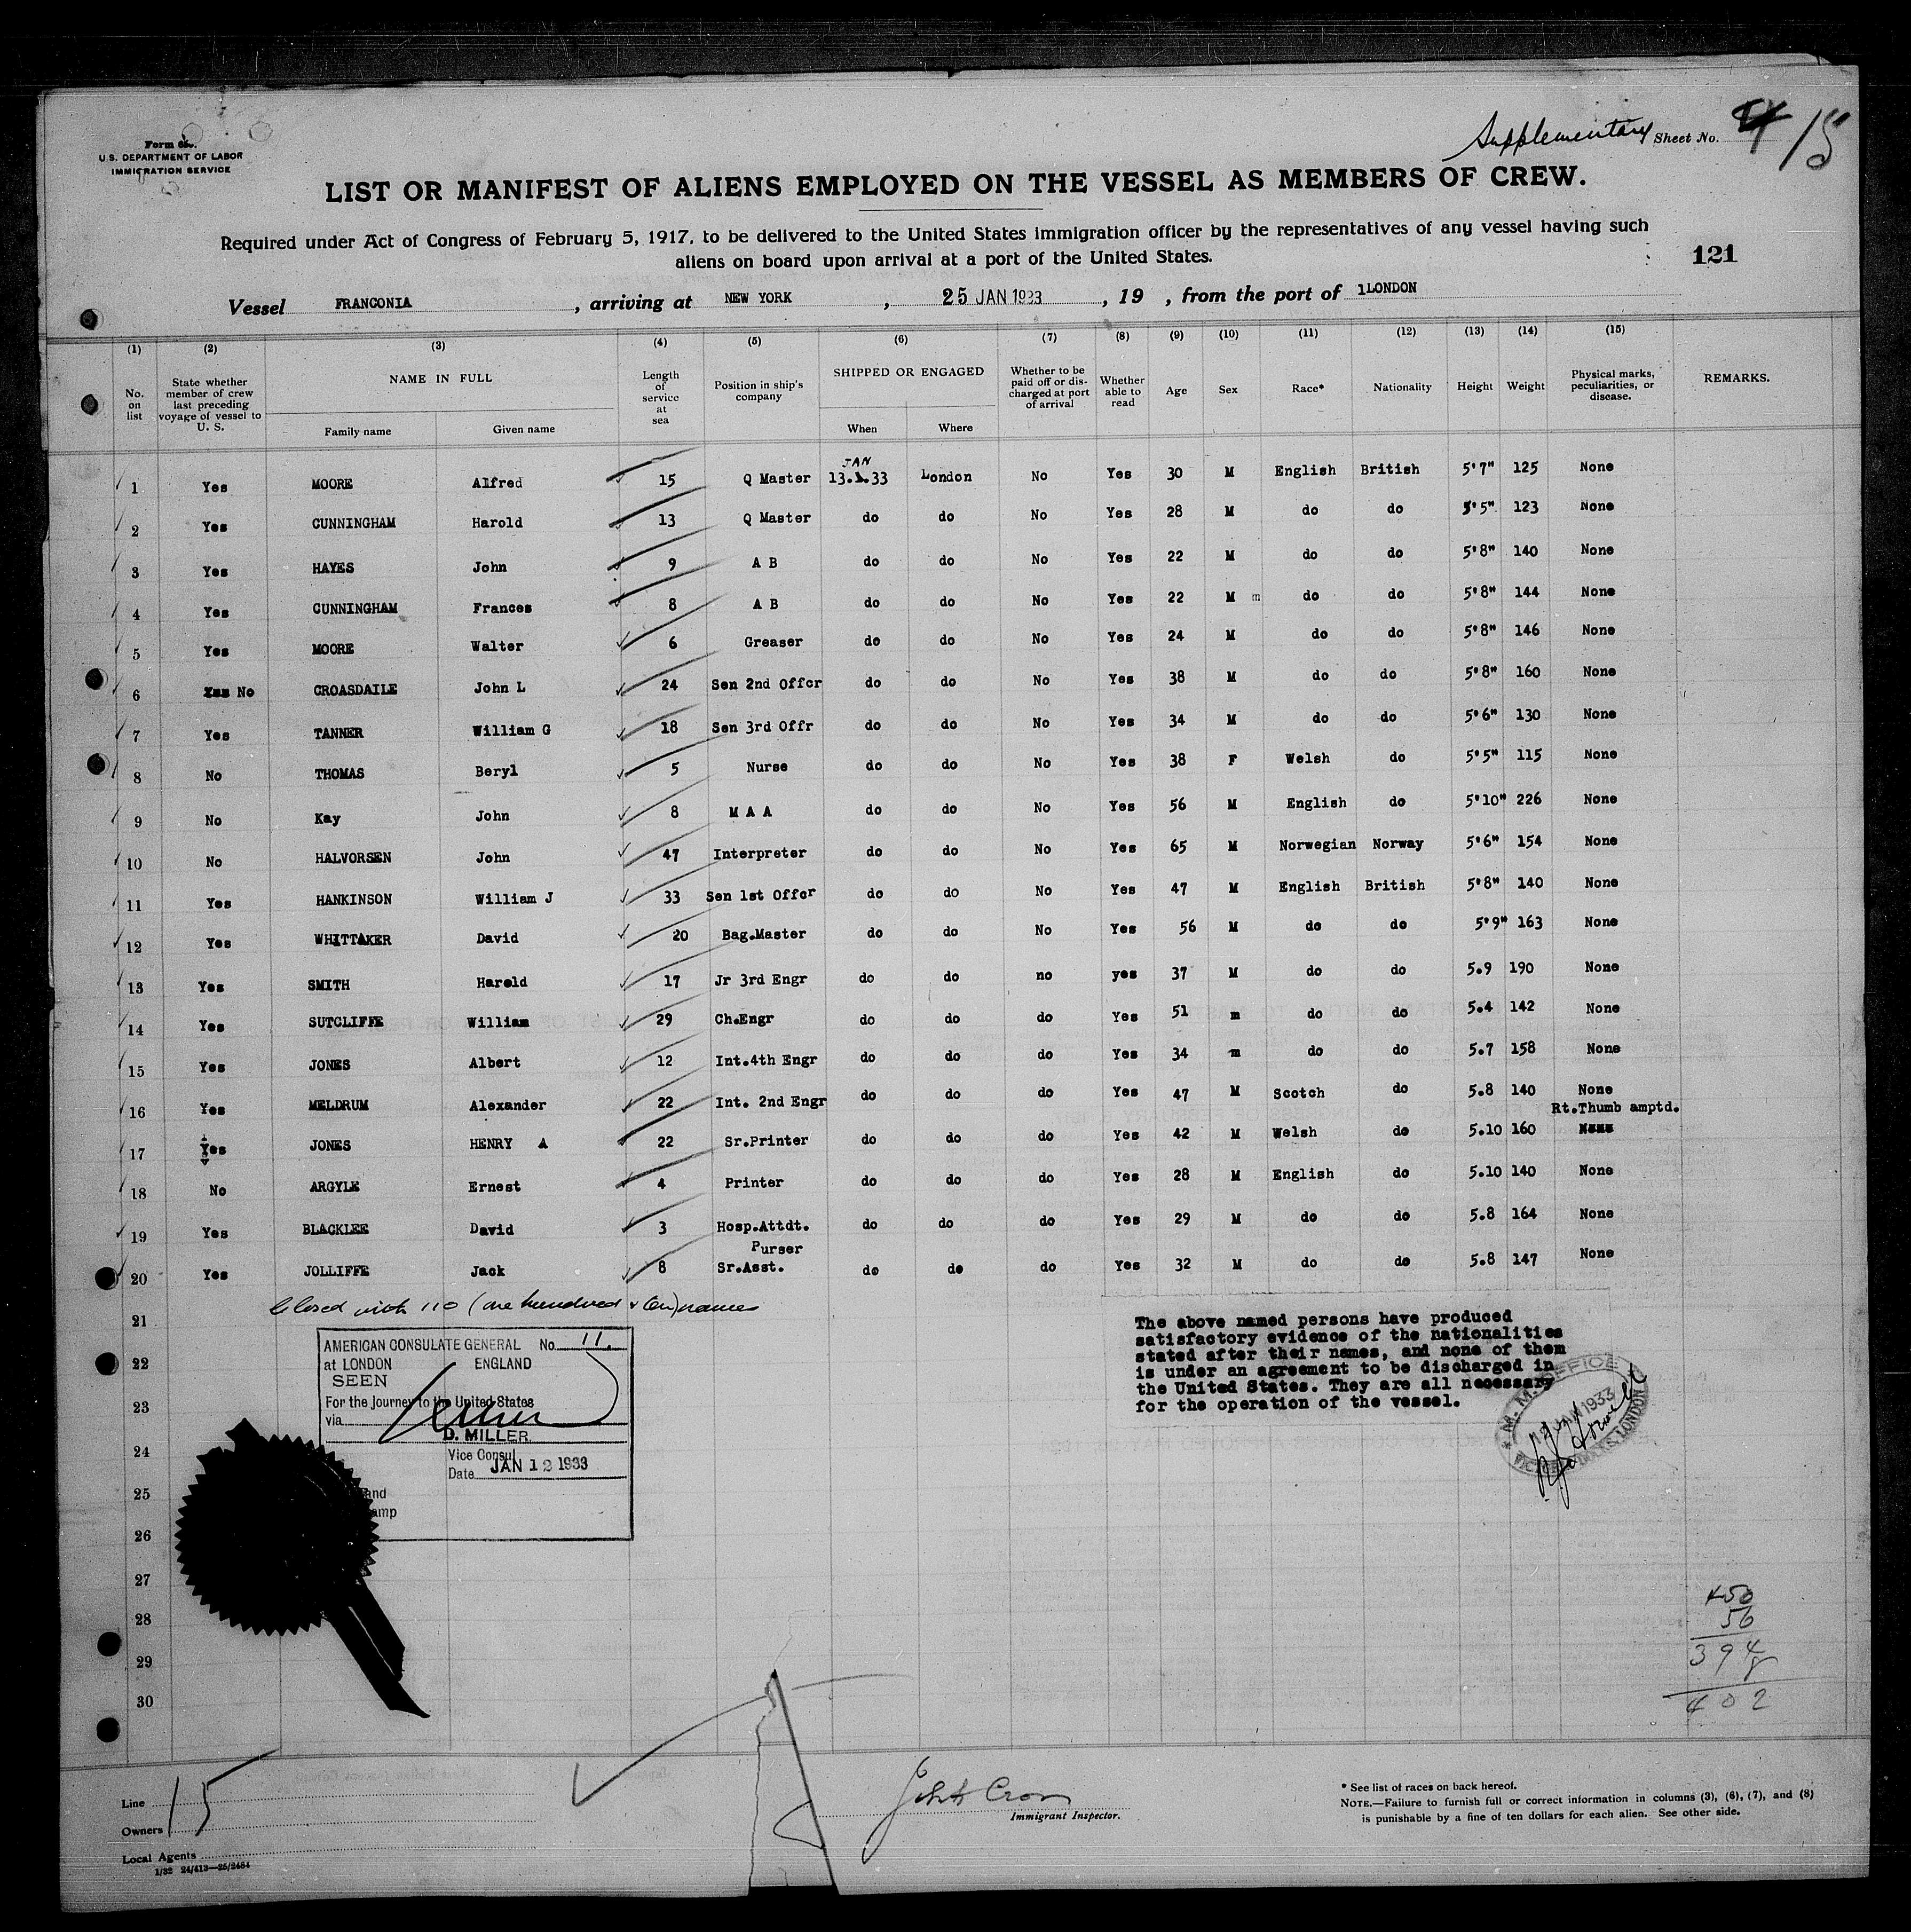 Supplementary Sheet No. 4 15
Form 680.
U.S. DEPARTMENT OF LABOR
IMMIGRATION SERVICE
LIST OR MANIFEST OF ALIENS EMPLOYED ON THE VESSEL AS MEMBERS OF CREW.
Required under Act of Congress of February 5, 1917, to be delivered to the United States immigration officer by the representatives of any vessel having such
aliens on board upon arrival at a port of the United States.
121
Vessel FRANCONIA, arriving at NEW YORK, 25 JAN 1933, 19 , from the port of LONDON
(1) (2) (3) (4) (5) (6) (7) (8) (9) (10) (11) (12) (13) (14) (15)
No. on list State whether member of crew last preceding voyage of vessel to U. S. NAME IN FULL Length of service at sea Position in ship's company SHIPPED OR ENGAGED Whether to be paid off or discharged at port of arrival Whether able to read Age Sex Race* Nationality Height Weight Physical marks, peculiarities, or disease. REMARKS.
Family name Given name When Where
1 Yes MOORE Alfred 15 Q Master 13.JAN.33 London No Yes 30 M English British 5'7" 125 None
2 Yes CUNNINGHAM Harold 13 Q Master do do No Yes 28 M do do 5'5" 123 None
3 Yes HAYES John 9 A B do do No Yes 22 M do do 5'8" 140 None
4 Yes CUNNINGHAM Frances 8 A B do do No Yes 22 M m do do 5'8" 144 None
5 Yes MOORE Walter 6 Greaser do do No Yes 24 M do do 5'8" 146 None
6 Yes No CROASDAILE John L 24 Sen 2nd Offcr do do No Yes 38 M do do 5'8" 160 None
7 Yes TANNER William G 18 Sen 3rd Offr do do No Yes 34 M do do 5'6" 130 None
8 No THOMAS Beryl 5 Nurse do do No Yes 38 F Welsh do 5'5" 115 None
9 No Kay John 8 M A A do do No Yes 56 M English do 5'10" 226 None
10 No HALVORSEN John 47 Interpreter do do No Yes 65 M Norwegian Norway 5'6" 154 None
11 Yes HANKINSON William J 33 Sen 1st Offcr do do No Yes 47 M English British 5'8" 140 None
12 Yes WHITTAKER David 20 Bag.Master do do No Yes 56 M do do 5'9" 163 None
13 Yes SMITH Harold 17 Jr 3rd Engr do do no yes 37 M do do 5.9 190 None
14 Yes SUTCLIFFE William 29 Ch.Engr do do do Yes 51 m do do 5.4 142 None
15 Yes JONES Albert 12 Int.4th Engr do do do Yes 34 m do do 5.7 158 None
16 Yes MELDRUM Alexander 22 Int. 2nd Engr do do do Yes 47 M Scotch do 5.8 140 None
Rt.Thumb amptd.
17 Yes JONES HENRY A 22 Sr.Printer do do do Yes 42 M Welsh do 5.10 160
18 No ARGYLE Ernest 4 Printer do do do Yes 28 M English do 5.10 140 None
19 Yes BLACKLEE David 3 Hosp.Attdt. do do do Yes 29 M do do 5.8 164 None
Purser
20 Yes JOLLIFFE Jack 8 Sr.Asst. do do do Yes 32 M do do 5.8 147 None
Closed with 110 (one hundred & ten) names
21
22
23
24
25
26
27
28
29
30
AMERICAN CONSULATE GENERAL No. 11.
at LONDON ENGLAND
SEEN
For the Journey to the United States
via
D. MILLER.
Vice Consul
Date JAN 12 1933
and
amp
The above named persons have produced
satisfactory evidence of the nationalities
stated after their names, and none of them
is under an agreement to be discharged in
the United States. They are all necessary
for the operation of the vessel.
M. M. OFFICE
JAN 1933
LONDON
450
56
394
8
402
Line
Owners 15
Local Agents
1/32 24/413—25/2484
John Cron
Immigrant Inspector.
* See list of races on back hereof.
NOTE.—Failure to furnish full or correct information in columns (3), (6), (7), and (8)
is punishable by a fine of ten dollars for each alien. See other side.